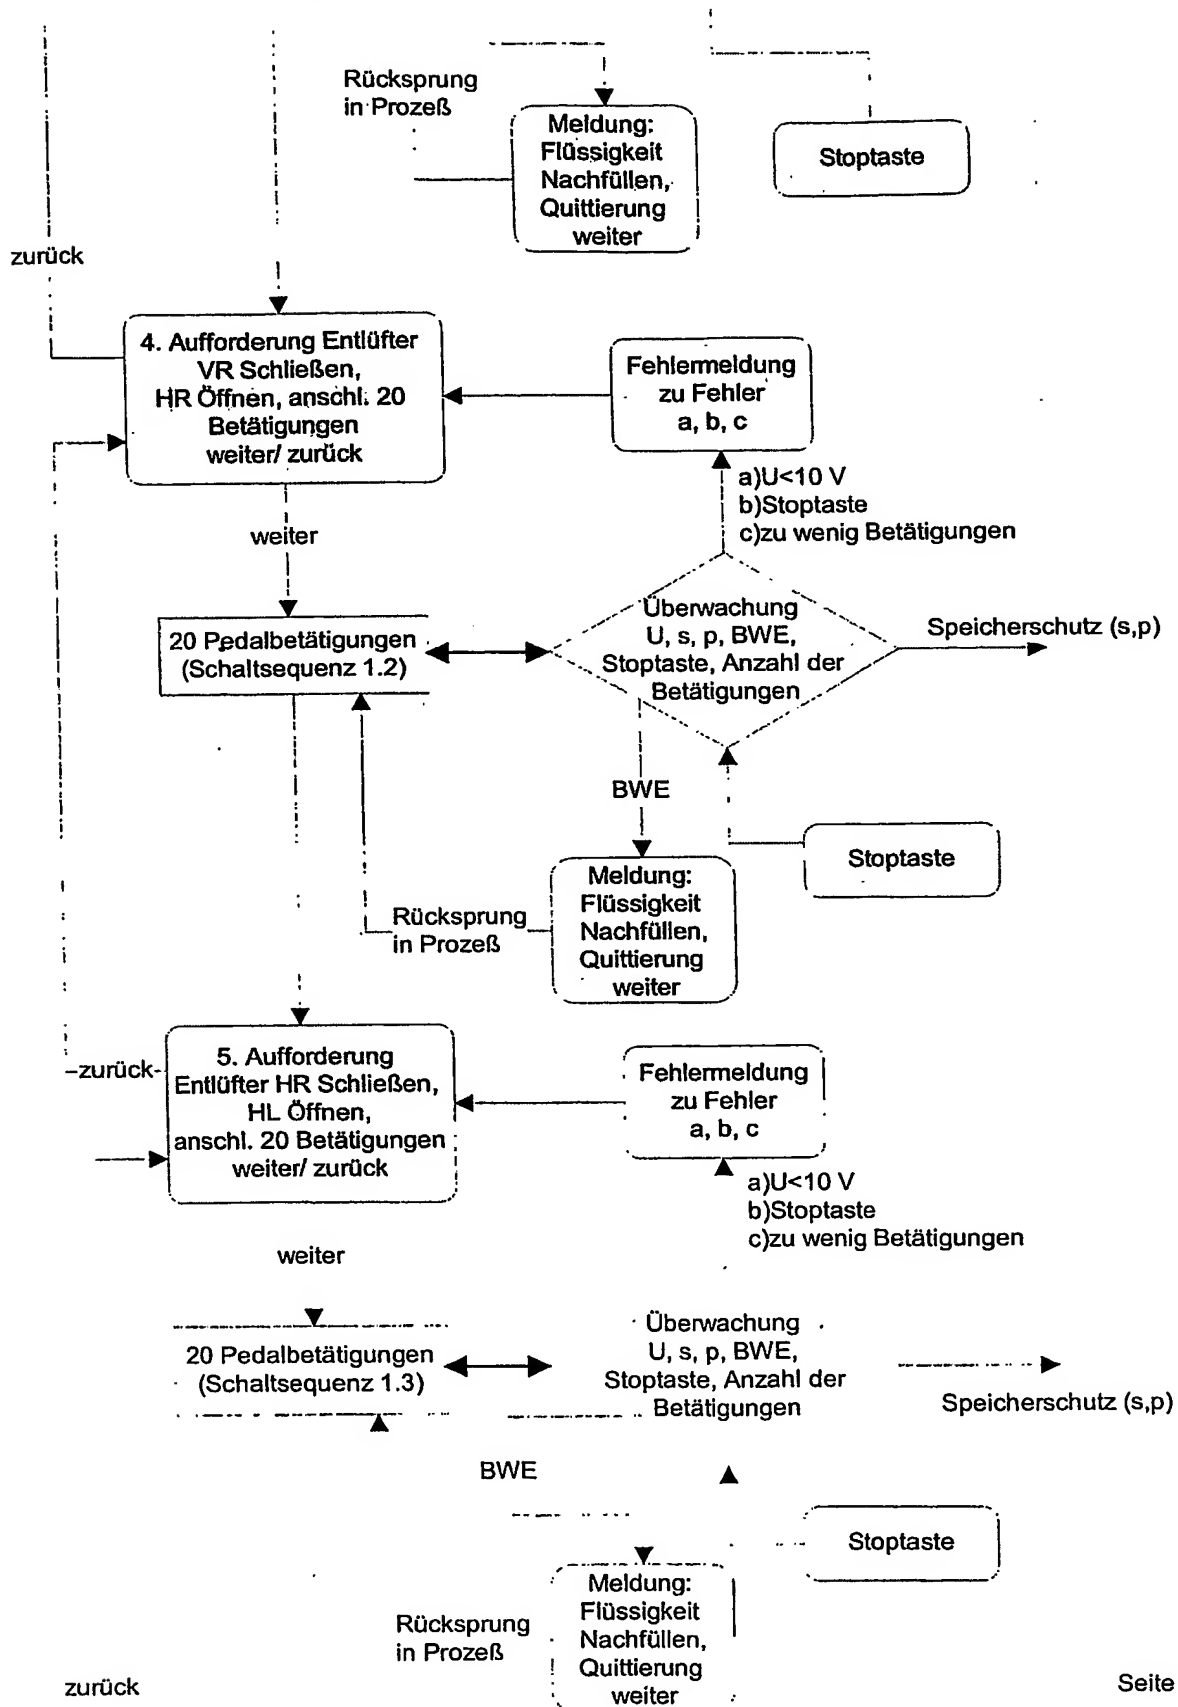 Rücksprung
in Prozeß
Meldung:
Flüssigkeit
Nachfüllen,
Quittierung
weiter
Stoptaste
zurück
4. Aufforderung Entlüfter
VR Schließen,
HR Öffnen, anschl. 20
Betätigungen
weiter/ zurück
Fehlermeldung
zu Fehler
a, b, c
a)U<10 V
b)Stoptaste
c)zu wenig Betätigungen
weiter
20 Pedalbetätigungen
(Schaltsequenz 1.2)
Überwachung
U, s, p, BWE,
Stoptaste, Anzahl der
Betätigungen
Speicherschutz (s,p)
BWE
Stoptaste
Meldung:
Flüssigkeit
Nachfüllen,
Quittierung
weiter
Rücksprung
in Prozeß
zurück
5. Aufforderung
Entlüfter HR Schließen,
HL Öffnen,
anschl. 20 Betätigungen
weiter/ zurück
Fehlermeldung
zu Fehler
a, b, c
a)U<10 V
b)Stoptaste
c)zu wenig Betätigungen
weiter
20 Pedalbetätigungen
(Schaltsequenz 1.3)
Überwachung
U, s, p, BWE,
Stoptaste, Anzahl der
Betätigungen
Speicherschutz (s,p)
BWE
Stoptaste
Meldung:
Flüssigkeit
Nachfüllen,
Quittierung
weiter
Rücksprung
in Prozeß
zurück
Seite